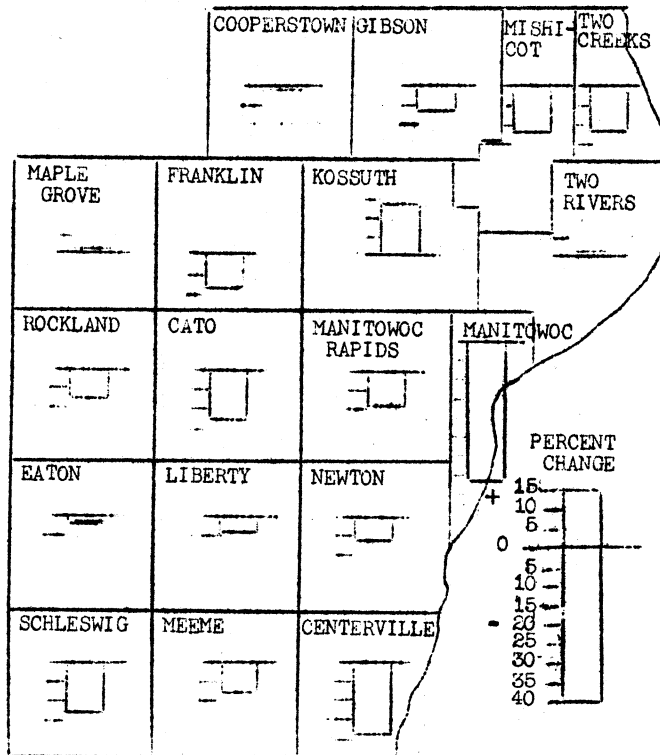 COOPERSTOWN
GIBSON
MISHI-
COT
TWO
CREEKS
MAPLE
GROVE
FRANKLIN
KOSSUTH
TWO
RIVERS
ROCKLAND
CATO
MANITOWOC
RAPIDS
MANITOWOC
EATON
LIBERTY
NEWTON
SCHLESWIG
MEEME
CENTERVILLE
PERCENT
CHANGE
+
15
10
5
0
5
10
15
- 20
25
30
35
40